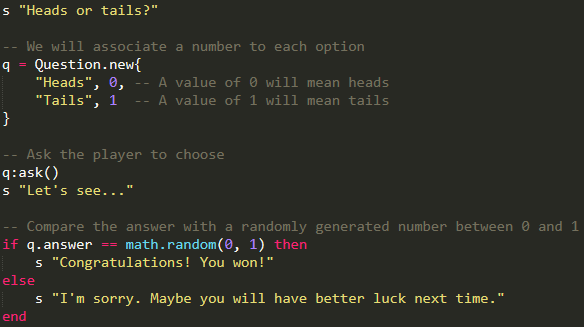 s "Heads or tails?"
-- We will associate a number to each option
q = Question.new{
"Heads", 0, -- A value of 0 will mean heads
"Tails", 1  -- A value of 1 will mean tails
}
-- Ask the player to choose
q:ask()
s "Let's see..."
-- Compare the answer with a randomly generated number between 0 and 1
if q.answer == math.random(0, 1) then
s "Congratulations! You won!"
else
s "I'm sorry. Maybe you will have better luck next time."
end